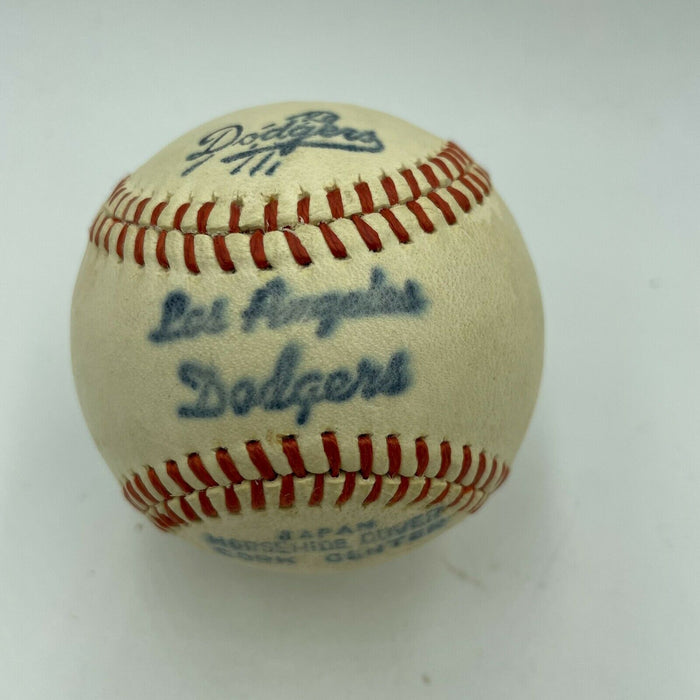 Dodgers
Los Angeles
Dodgers
JAPAN
HORSEHIDE COVER
CORK CENTER